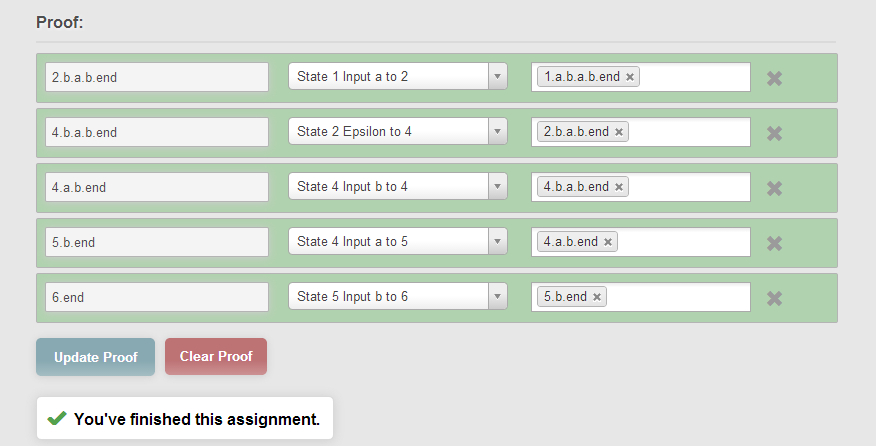 Proof:
2.b.a.b.end State 1 Input a to 2 1.a.b.a.b.end
4.b.a.b.end State 2 Epsilon to 4 2.b.a.b.end
4.a.b.end State 4 Input b to 4 4.b.a.b.end
5.b.end State 4 Input a to 5 4.a.b.end
6.end State 5 Input b to 6 5.b.end
Update Proof Clear Proof
You've finished this assignment.